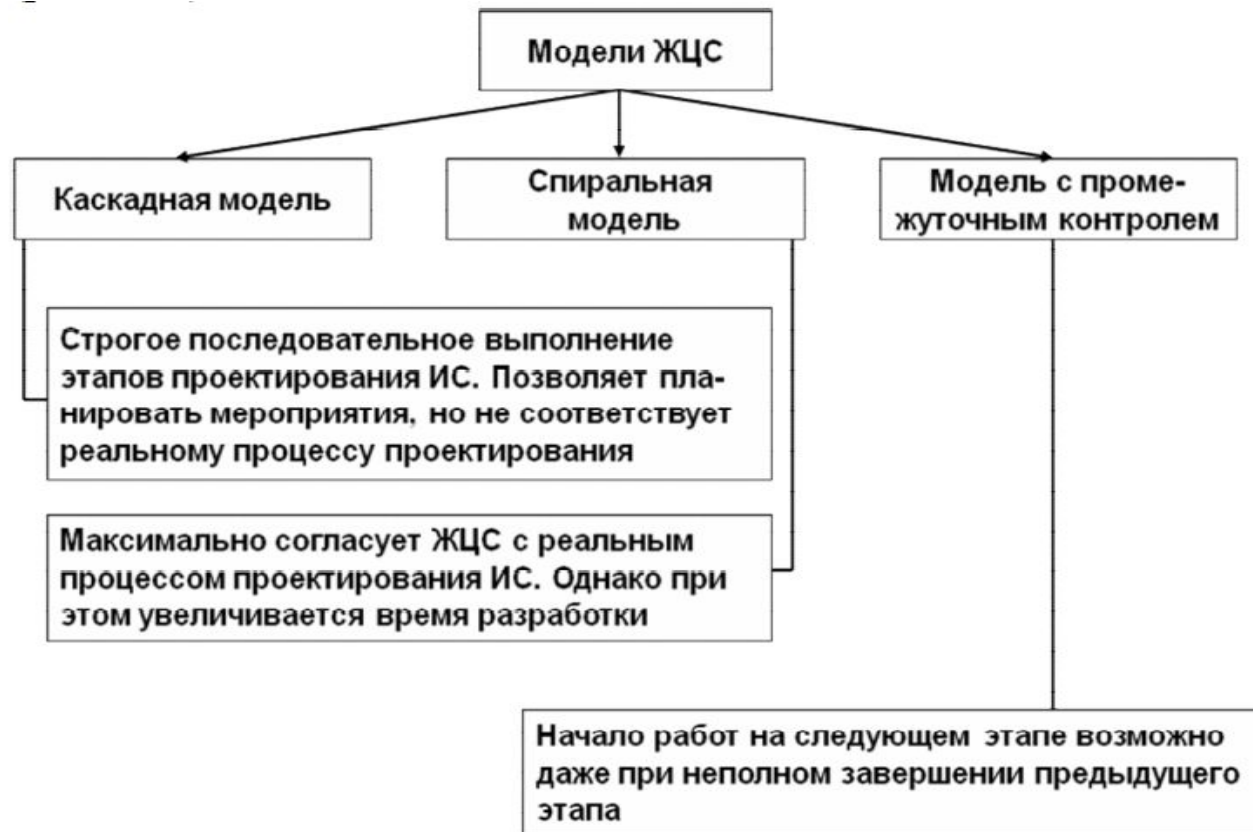 Модели ЖЦС
Каскадная модель
Спиральная
модель
Модель с проме-
жуточным контролем
Строгое последовательное выполнение
этапов проектирования ИС. Позволяет пла-
нировать мероприятия, но не соответствует
реальному процессу проектирования
Максимально согласует ЖЦС с реальным
процессом проектирования ИС. Однако при
этом увеличивается время разработки
Начало работ на следующем этапе возможно
даже при неполном завершении предыдущего
этапа